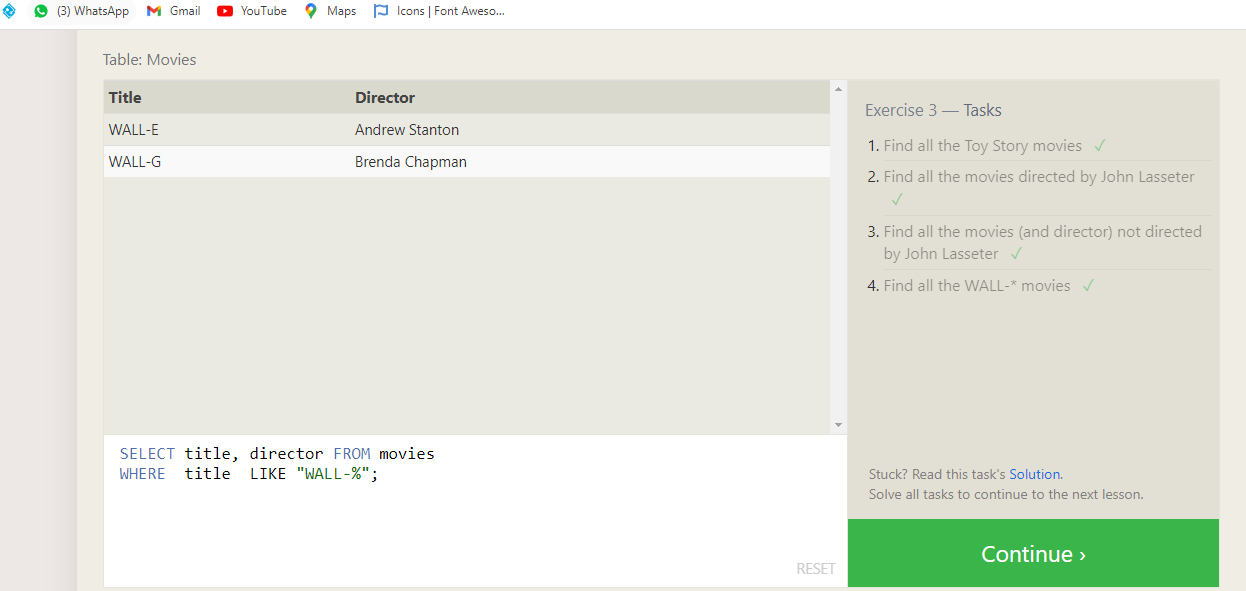 (3) WhatsApp Gmail YouTube Maps Icons | Font Aweso...
Table: Movies
Title Director
WALL-E Andrew Stanton
WALL-G Brenda Chapman
SELECT title, director FROM movies
WHERE title LIKE "WALL-%";
RESET
Exercise 3 — Tasks
1. Find all the Toy Story movies ✓
2. Find all the movies directed by John Lasseter
✓
3. Find all the movies (and director) not directed
by John Lasseter ✓
4. Find all the WALL-* movies ✓
Stuck? Read this task's Solution.
Solve all tasks to continue to the next lesson.
Continue ›